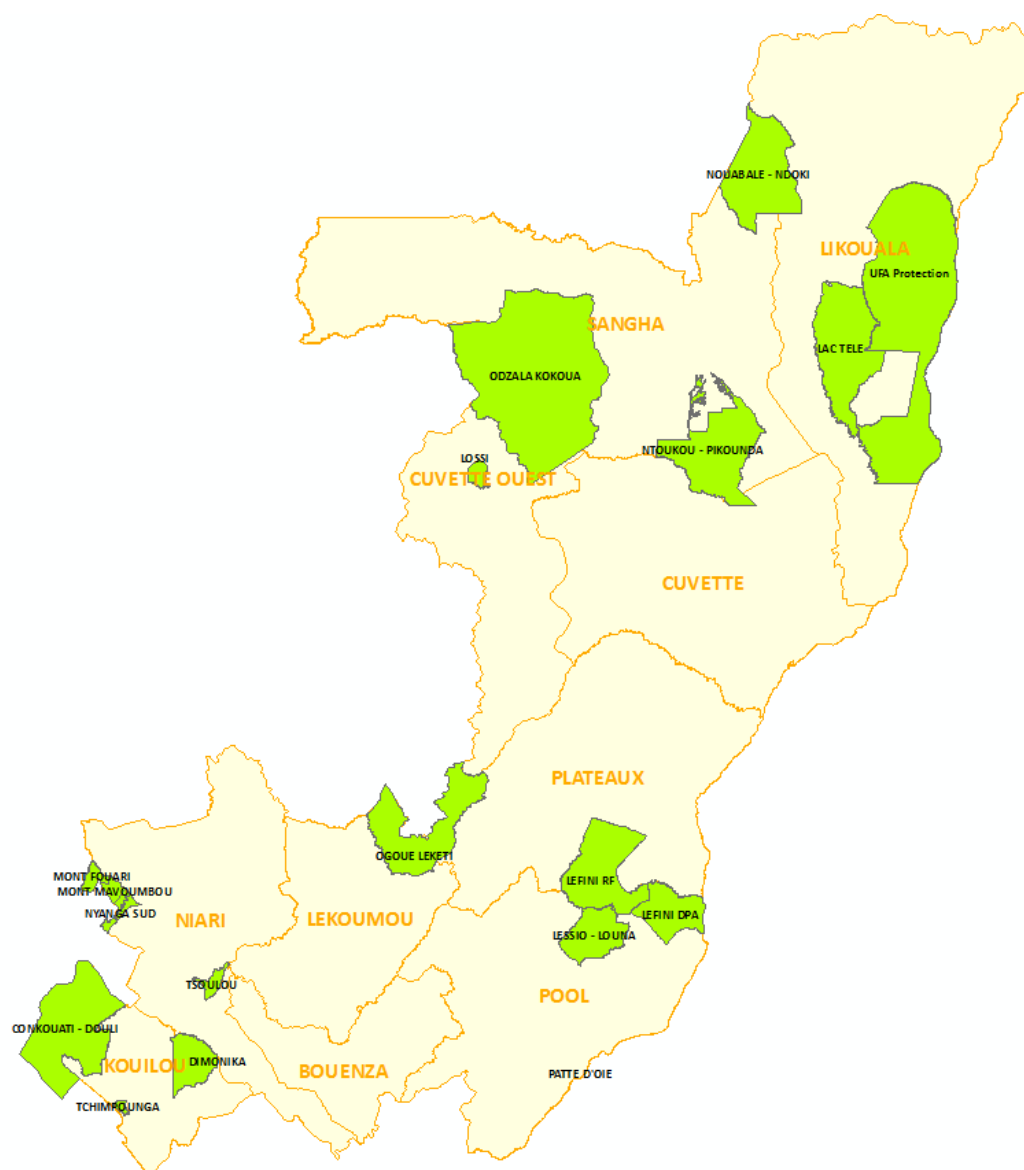 NOUABALE - NDOKI
LIKOUALA
UFA Protection
SANGHA
LAC TELE
ODZALA KOKOUA
NTOUKOU - PIKOUNDA
LOSSI
CUVETTE OUEST
CUVETTE
PLATEAUX
OGOUE LEKETI
MONT FOUARI
LEFINI RF
MONT MAVOUMBOU
NYANGA SUD
NIARI
LEKOUMOU
LEFINI DPA
LESSIO - LOUNA
TSOULOU
POOL
CONKOUATI - DOULI
KOUILOU
DIMONIKA
BOUENZA
PATTE D'OIE
TCHIMPOUNGA